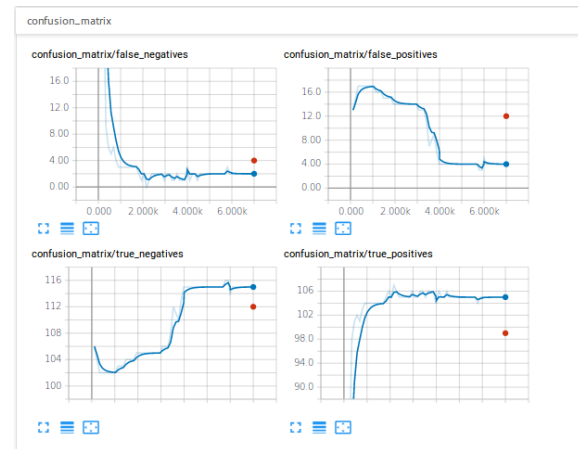 confusion_matrix
confusion_matrix/false_negatives
16.0
12.0
8.00
4.00
0.00
0.000 2.000k 4.000k 6.000k
confusion_matrix/false_positives
16.0
12.0
8.00
4.00
0.00
0.000 2.000k 4.000k 6.000k
confusion_matrix/true_negatives
116
112
108
104
100
confusion_matrix/true_positives
106
102
98.0
94.0
90.0